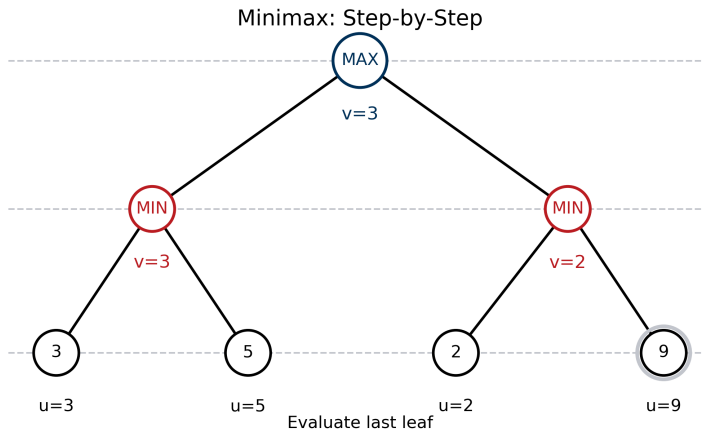 Minimax: Step-by-Step
MAX
v=3
MIN MIN
v=3 v=2
3 5 2 9
u=3 u=5 u=2 u=9
Evaluate last leaf